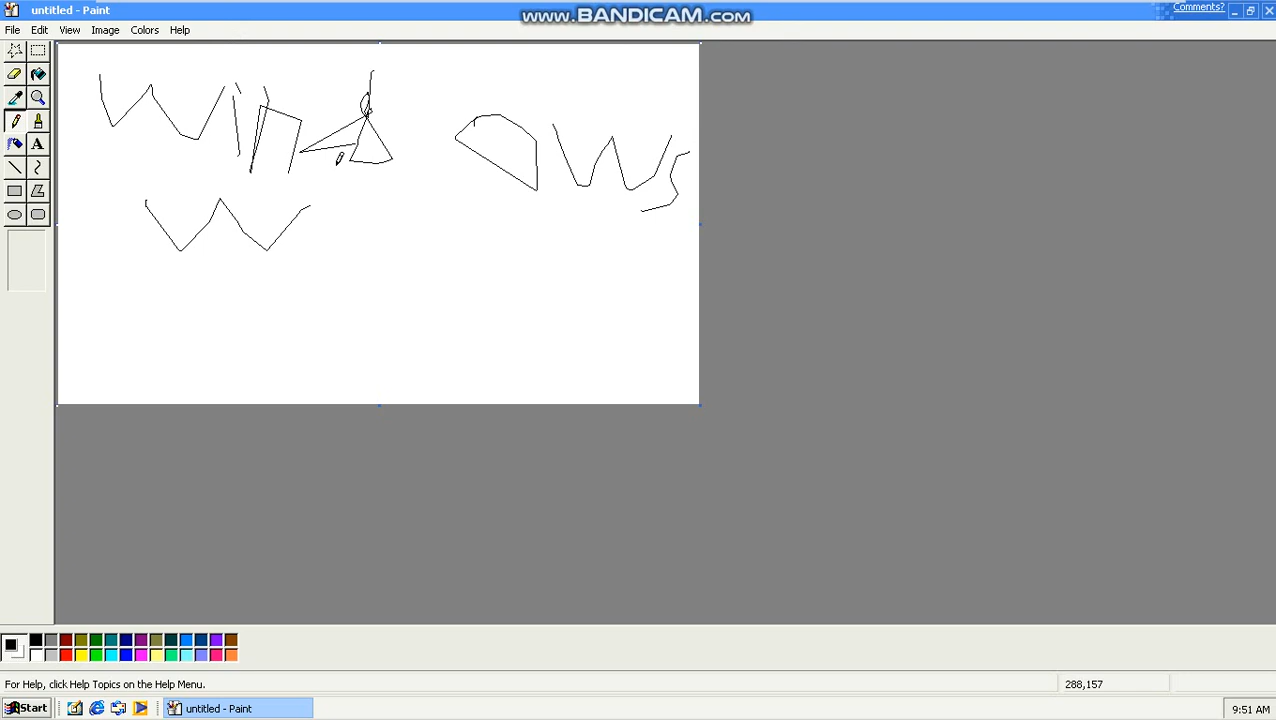 untitled - Paint
www.BANDICAM.com
Comments?
File Edit View Image Colors Help
A
Windows
W
For Help, click Help Topics on the Help Menu.
288,157
Start
untitled - Paint
9:51 AM